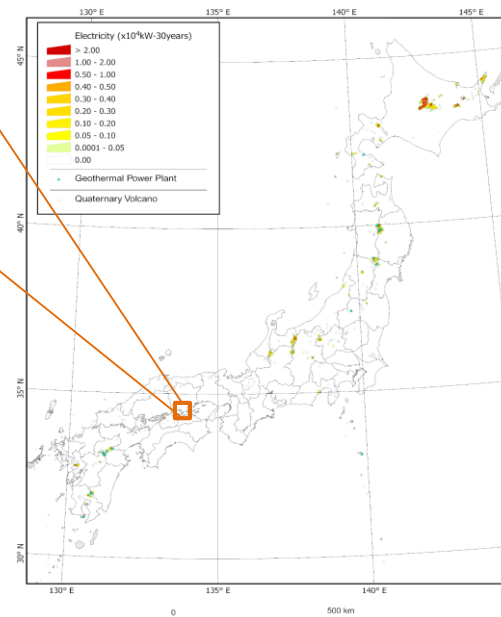 130° E 135° E 140° E 145° E
45° N
Electricity (x10⁴kW-30years)
> 2.00
1.00 - 2.00
0.50 - 1.00
0.40 - 0.50
0.30 - 0.40
0.20 - 0.30
0.10 - 0.20
0.05 - 0.10
0.0001 - 0.05
0.00
Geothermal Power Plant
Quaternary Volcano
40° N
35° N
35° N
30° N
30° N
130° E 135° E 140° E
0 500 km